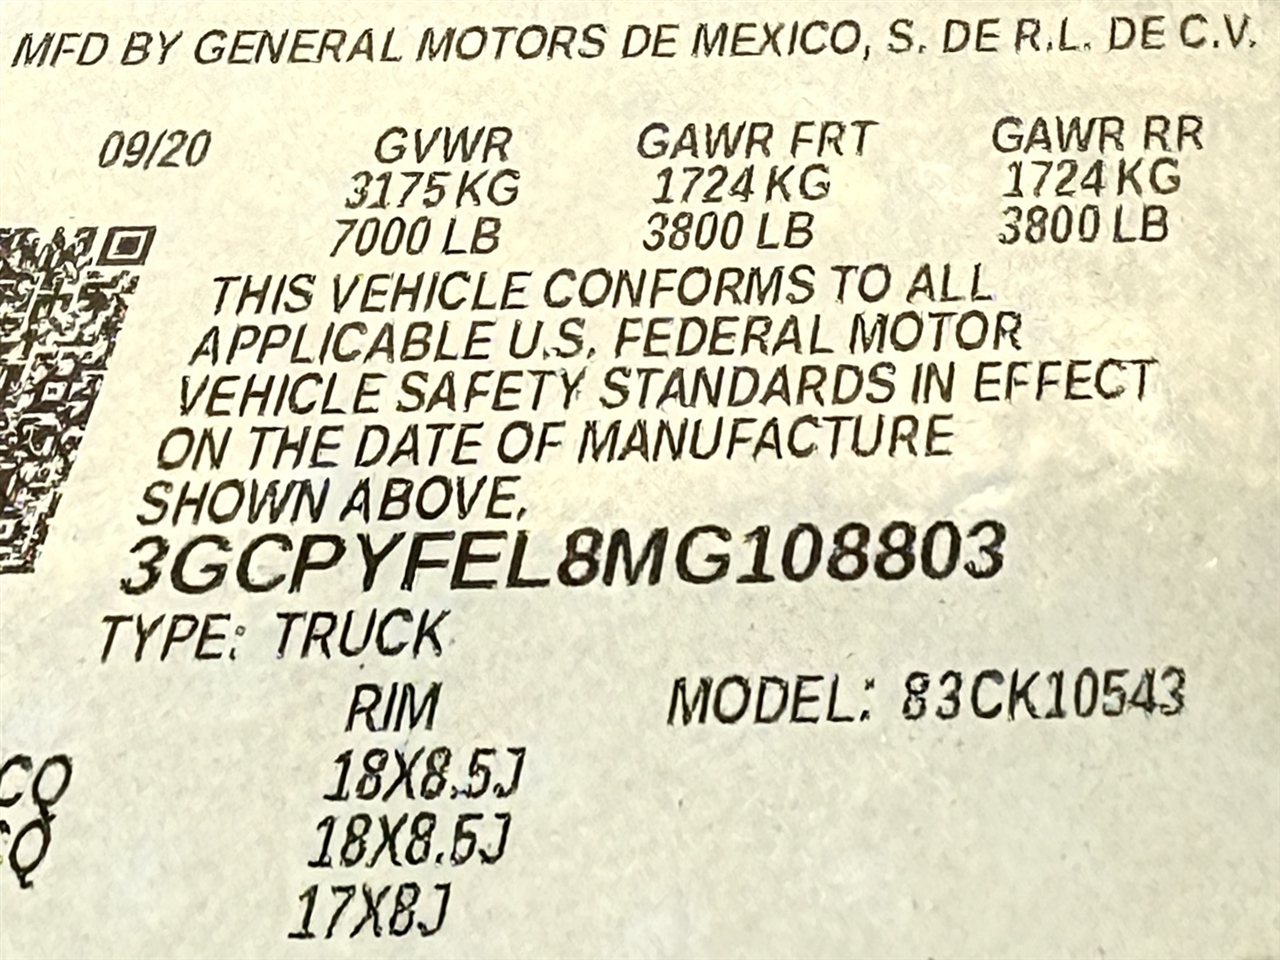 MFD BY GENERAL MOTORS DE MEXICO, S. DE R.L. DE C.V.
09/20 GVWR GAWR FRT GAWR RR
3175 KG 1724 KG 1724 KG
7000 LB 3800 LB 3800 LB
THIS VEHICLE CONFORMS TO ALL
APPLICABLE U.S. FEDERAL MOTOR
VEHICLE SAFETY STANDARDS IN EFFECT
ON THE DATE OF MANUFACTURE
SHOWN ABOVE.
3GCPYFEL8MG108803
TYPE: TRUCK
RIM MODEL: 83CK10543
CQ 18X8.5J
CQ 18X8.5J
17X8J